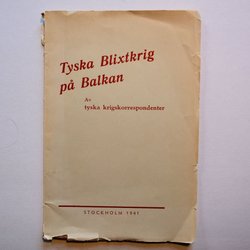 Tyska Blixtkrig
på Balkan
Av
tyska krigskorrespondenter
STOCKHOLM 1941